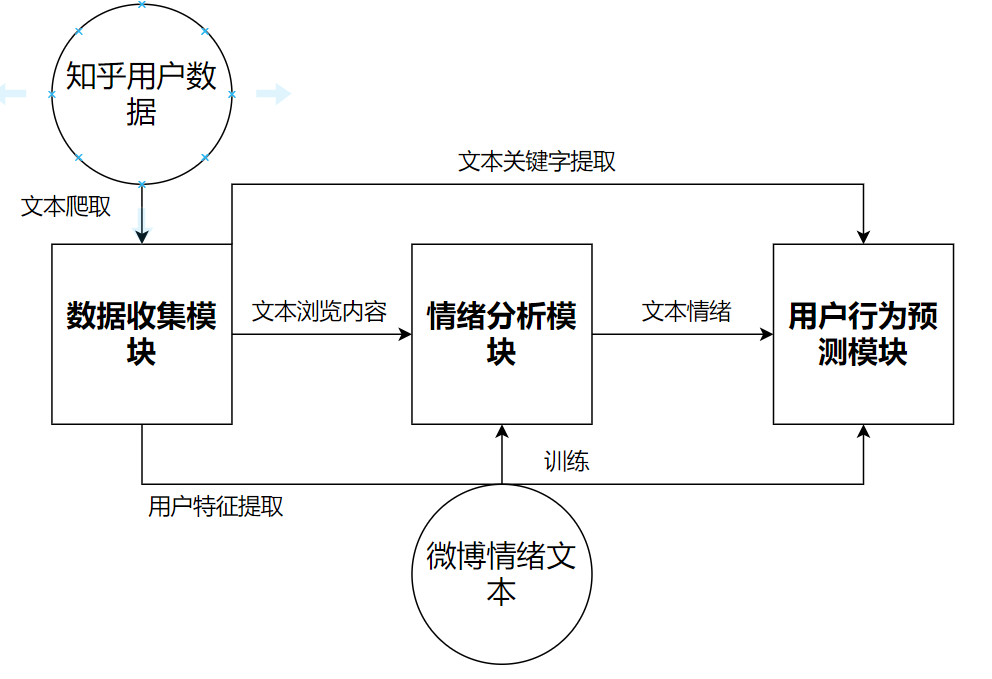 知乎用户数
据
文本关键字提取
文本爬取
数据收集模
块
文本浏览内容
情绪分析模
块
文本情绪
用户行为预
测模块
训练
用户特征提取
微博情绪文
本